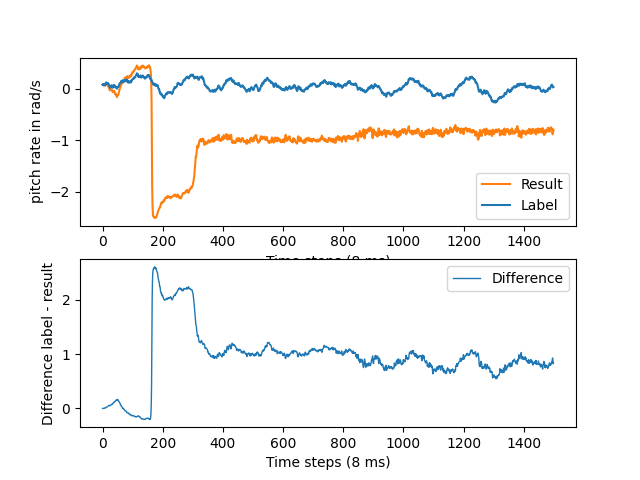 pitch rate in rad/s
0
−1
−2
Result
Label
0 200 400 600 800 1000 1200 1400
Time steps (8 ms)
Difference label - result
2
1
0
Difference
0 200 400 600 800 1000 1200 1400
Time steps (8 ms)